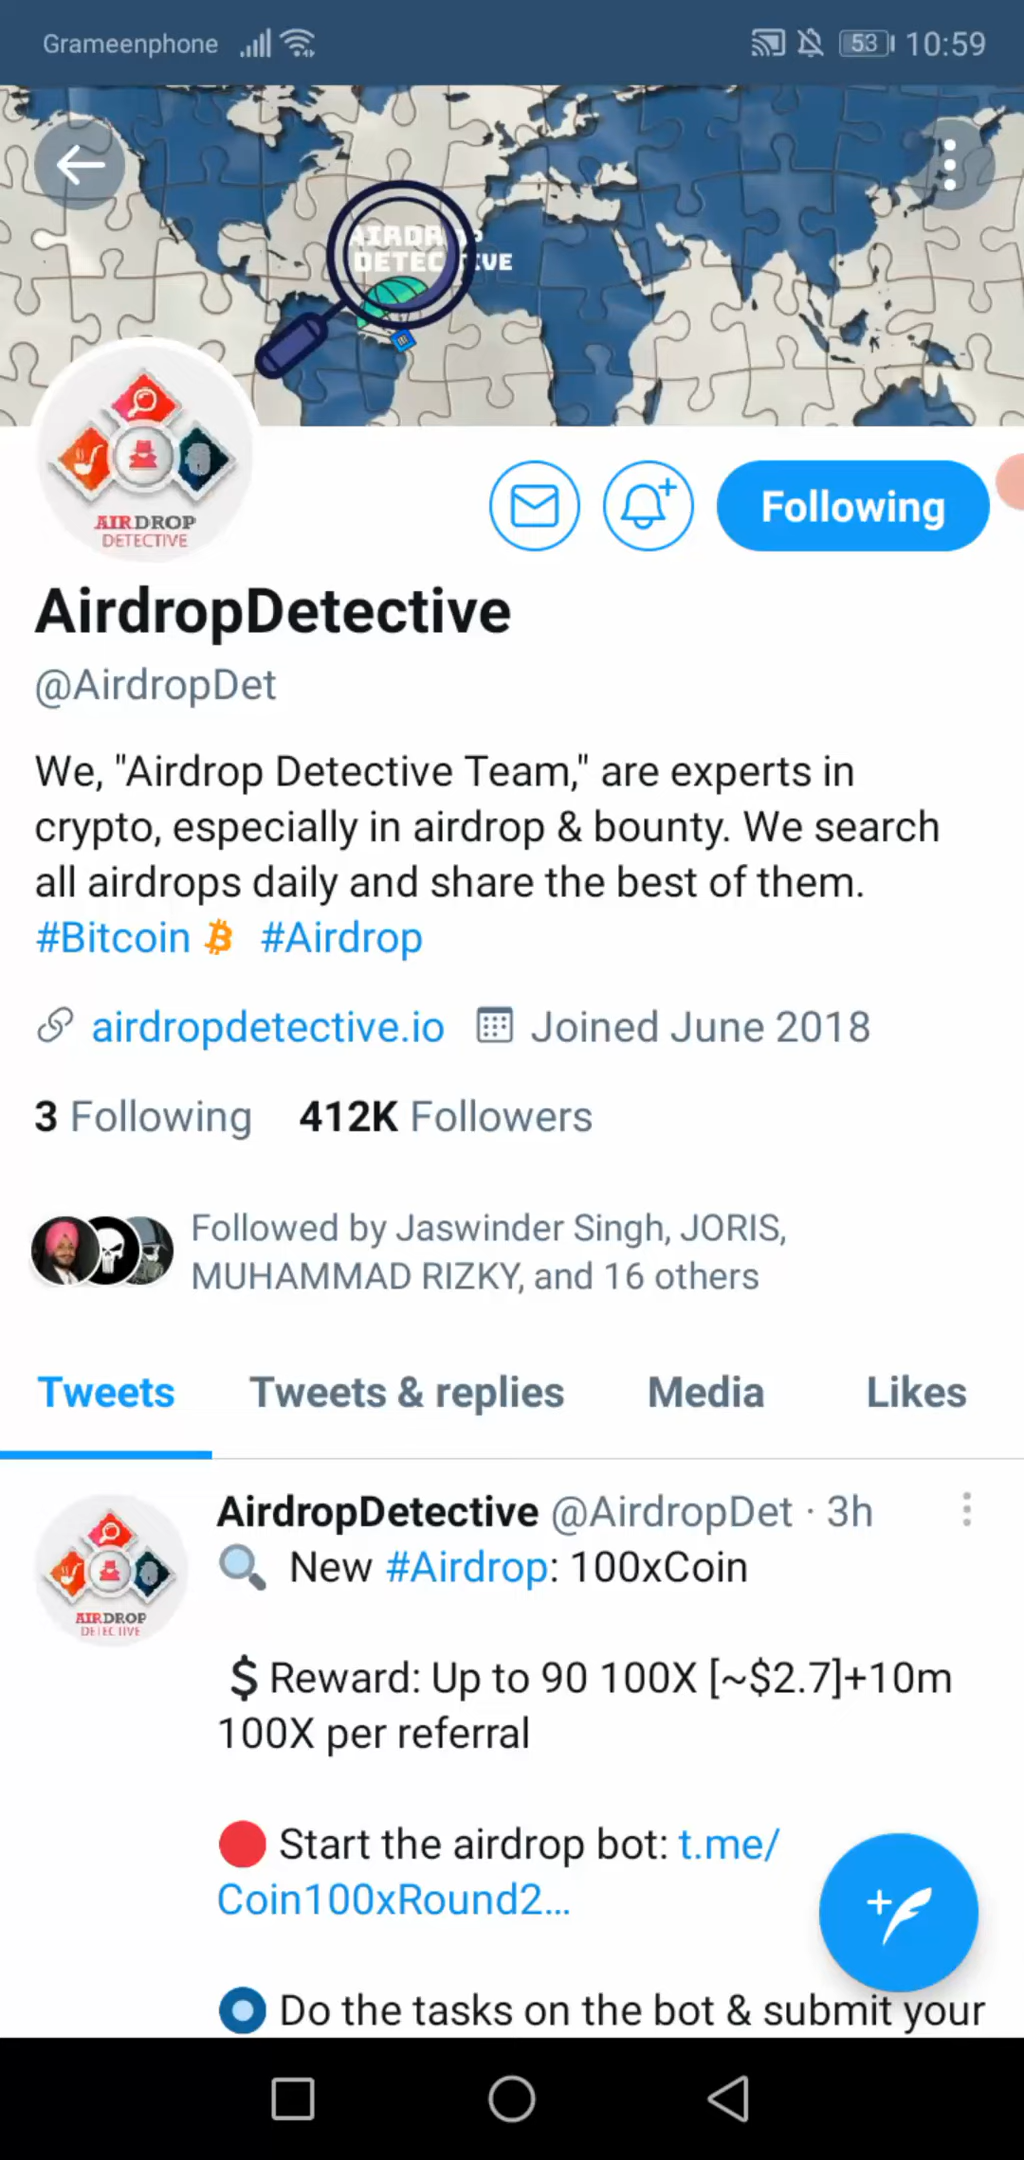 Grameenphone 53 10:59
AIRDROP
DETECTIVE
AIRDROP
DETECTIVE
Following
AirdropDetective
@AirdropDet
We, "Airdrop Detective Team," are experts in
crypto, especially in airdrop & bounty. We search
all airdrops daily and share the best of them.
#Bitcoin #Airdrop
airdropdetective.io Joined June 2018
3 Following 412K Followers
Followed by Jaswinder Singh, JORIS,
MUHAMMAD RIZKY, and 16 others
Tweets Tweets & replies Media Likes
AirdropDetective @AirdropDet · 3h
🔍 New #Airdrop: 100xCoin
💲 Reward: Up to 90 100X [~$2.7]+10m
100X per referral
🔴 Start the airdrop bot: t.me/
Coin100xRound2…
AIRDROP
DETECTIVE
Do the tasks on the bot & submit your